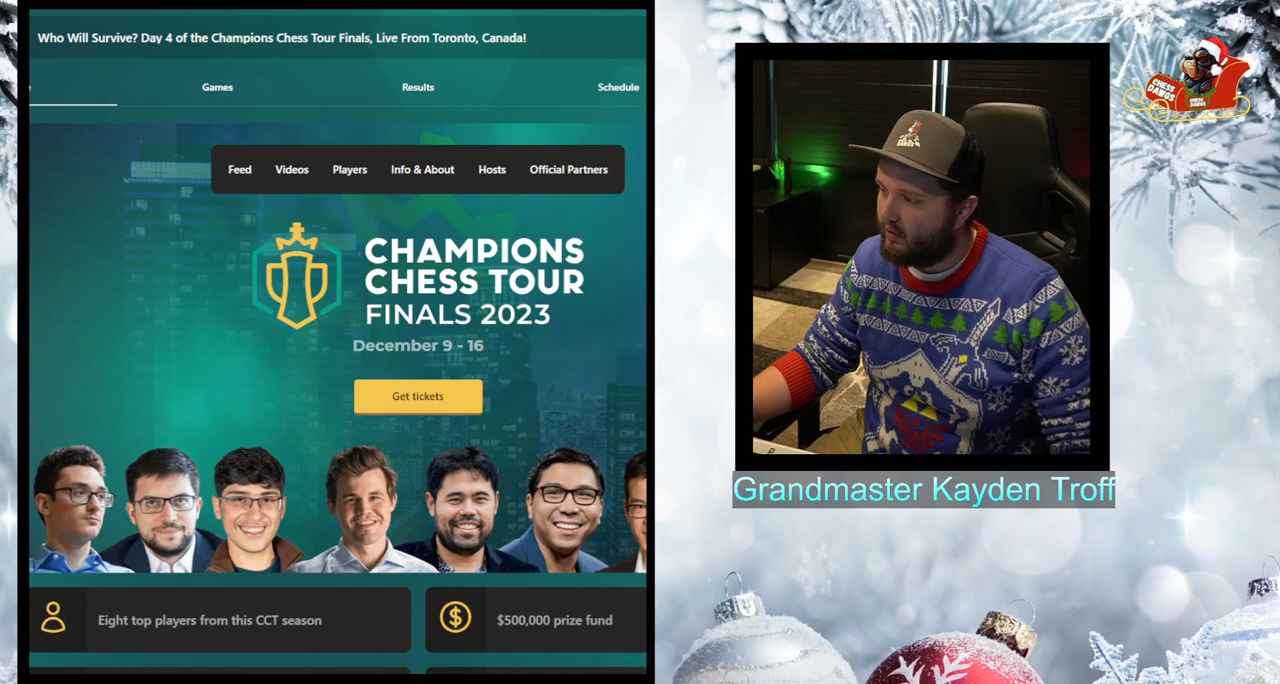 Who Will Survive? Day 4 of the Champions Chess Tour Finals, Live From Toronto, Canada!
Games Results Schedule
Feed Videos Players Info & About Hosts Official Partners
CHAMPIONS
CHESS TOUR
FINALS 2023
December 9 - 16
Get tickets
Eight top players from this CCT season
$500,000 prize fund
CHESS
DAWGS
CHESS
DAWGS
Grandmaster Kayden Troff